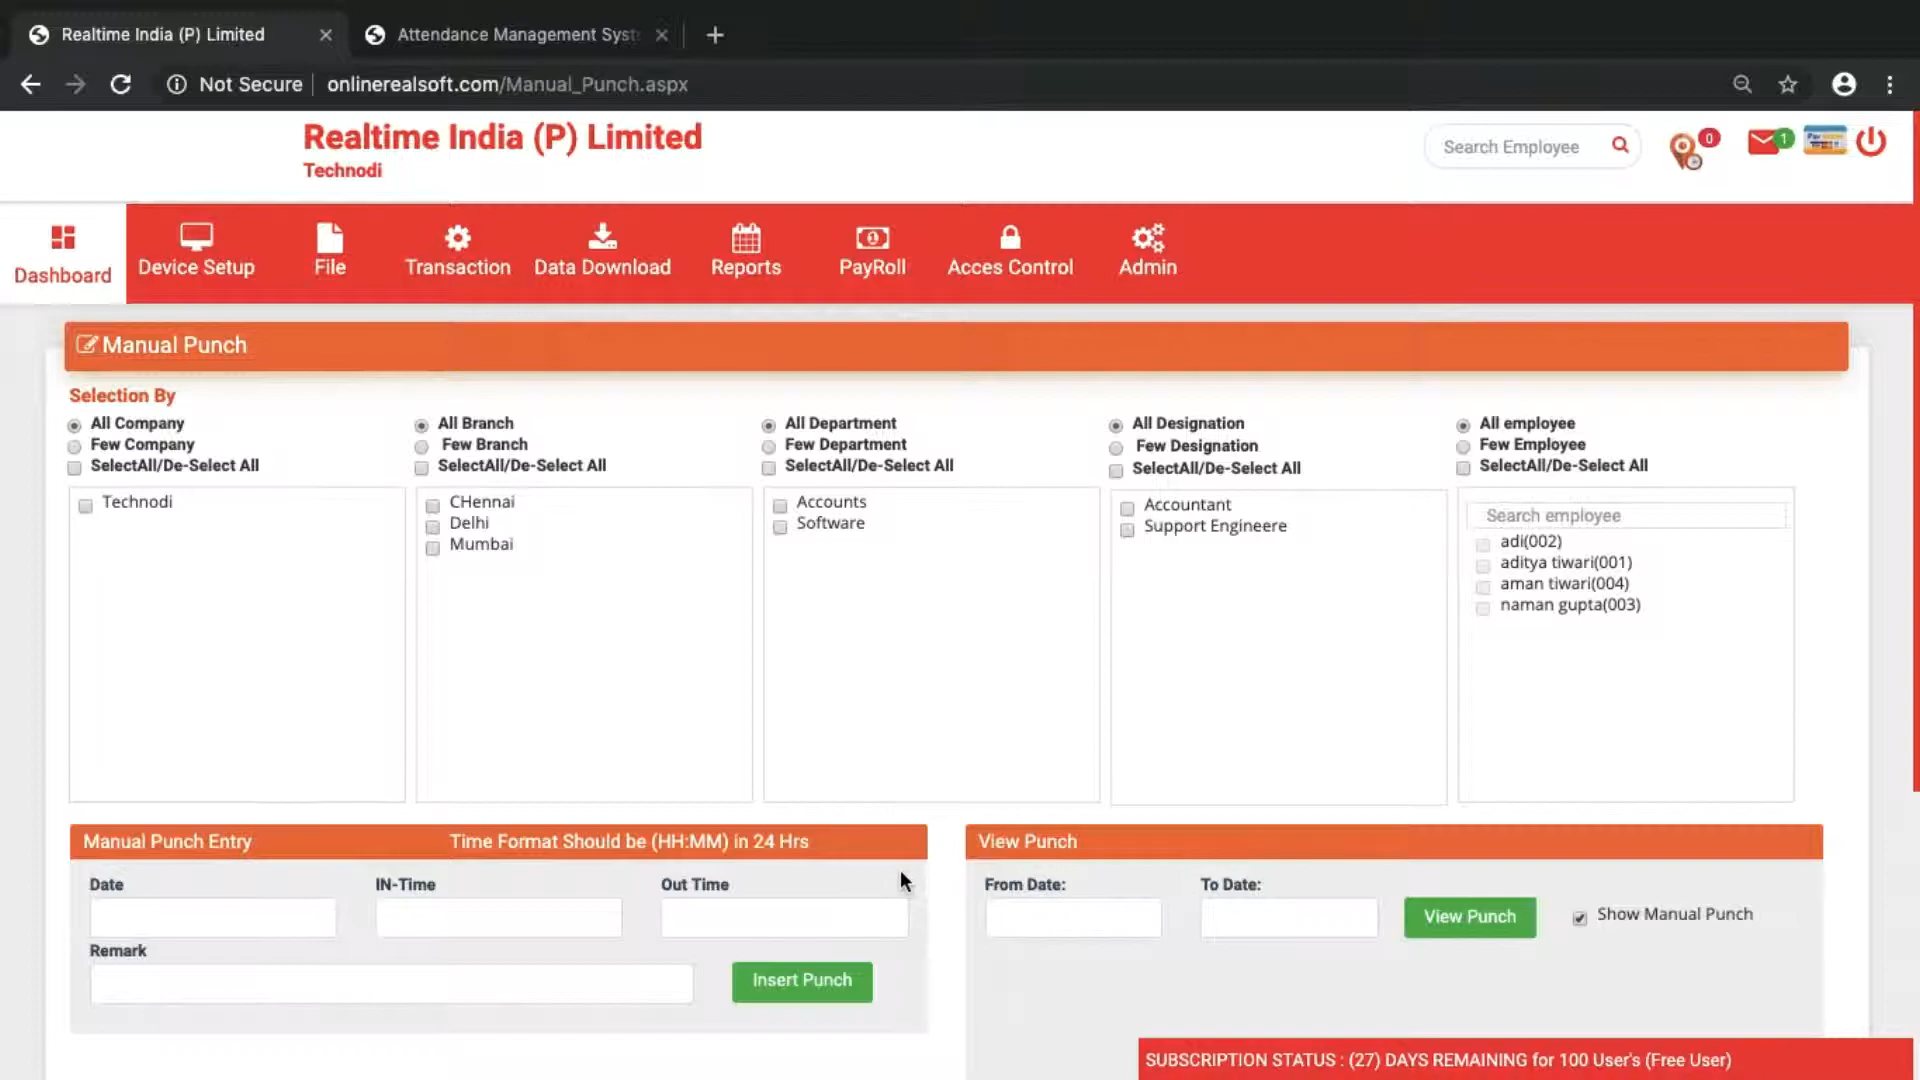 Realtime India (P) Limited
Attendance Management Syst
Not Secure
onlinerealsoft.com/Manual_Punch.aspx
Realtime India (P) Limited
Technodi
Search Employee
0
1
Dashboard
Device Setup
File
Transaction
Data Download
Reports
PayRoll
Acces Control
Admin
Manual Punch
Selection By
All Company
Few Company
SelectAll/De-Select All
Technodi
All Branch
Few Branch
SelectAll/De-Select All
CHennai
Delhi
Mumbai
All Department
Few Department
SelectAll/De-Select All
Accounts
Software
All Designation
Few Designation
SelectAll/De-Select All
Accountant
Support Engineere
All employee
Few Employee
SelectAll/De-Select All
Search employee
adi(002)
aditya tiwari(001)
aman tiwari(004)
naman gupta(003)
Manual Punch Entry
Time Format Should be (HH:MM) in 24 Hrs
Date
IN-Time
Out Time
Remark
Insert Punch
View Punch
From Date:
To Date:
View Punch
Show Manual Punch
SUBSCRIPTION STATUS : (27) DAYS REMAINING for 100 User's (Free User)